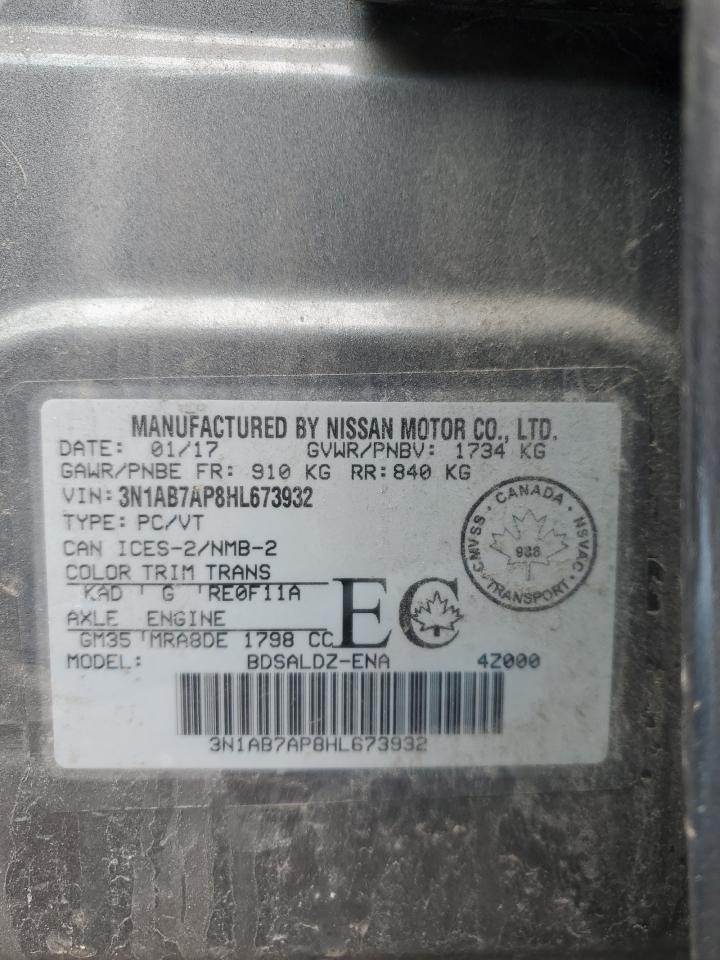 MANUFACTURED BY NISSAN MOTOR CO., LTD.
DATE: 01/17 GVWR/PNBV: 1734 KG
GAWR/PNBE FR: 910 KG RR:840 KG
VIN: 3N1AB7AP8HL673932
TYPE: PC/VT
CAN ICES-2/NMB-2
COLOR TRIM TRANS
KAD G RE0F11A
AXLE ENGINE
GM35 MRA8DE 1798 CC
EC
CANADA
CMVSS NSVAC
TRANSPORT
MODEL: BDSALDZ-ENA 4Z000
3N1AB7AP8HL673932